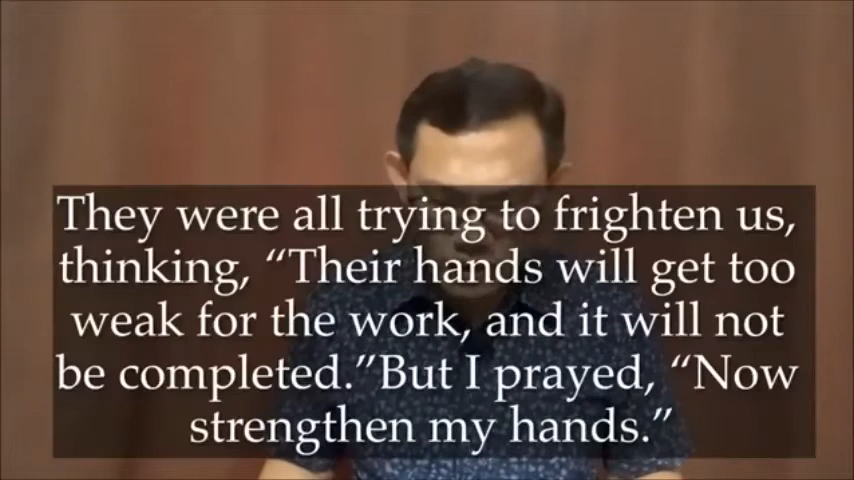 They were all trying to frighten us,
thinking, “Their hands will get too
weak for the work, and it will not
be completed.”But I prayed, “Now
strengthen my hands.”